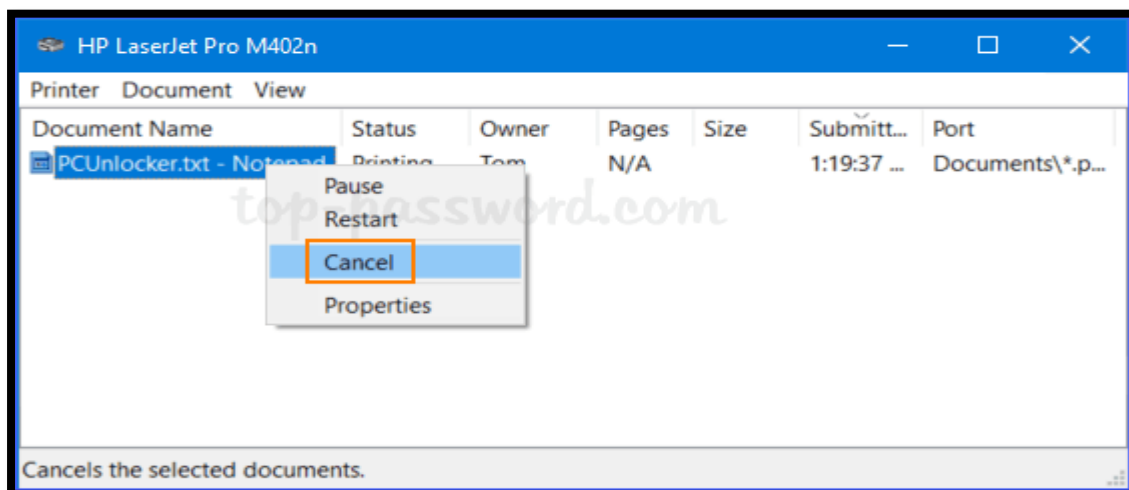 HP LaserJet Pro M402n
Printer Document View
Document Name Status Owner Pages Size Submitt... Port
PCUnlocker.txt - Notepad Printing Tom N/A 1:19:37 ... Documents\*.p...
Pause
top-password.com
Restart
Cancel
Properties
Cancels the selected documents.